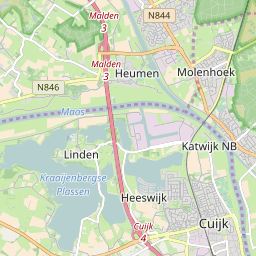 Malden
3
N844
Molenhoek
Malden
3
Heumen
N846
Maas
Linden
Katwijk NB
Kraaijenbergse
Plassen
Heeswijk
Cuijk
Cuijk
4